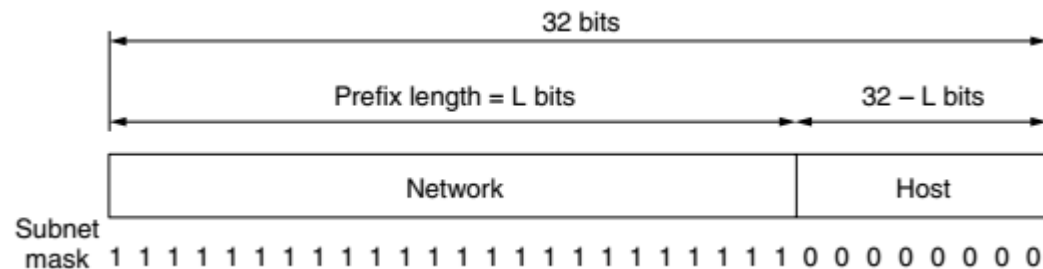 32 bits
Prefix length = L bits
32 – L bits
Network
Host
Subnet
mask 1 1 1 1 1 1 1 1 1 1 1 1 1 1 1 1 1 1 1 1 1 1 1 1 0 0 0 0 0 0 0 0